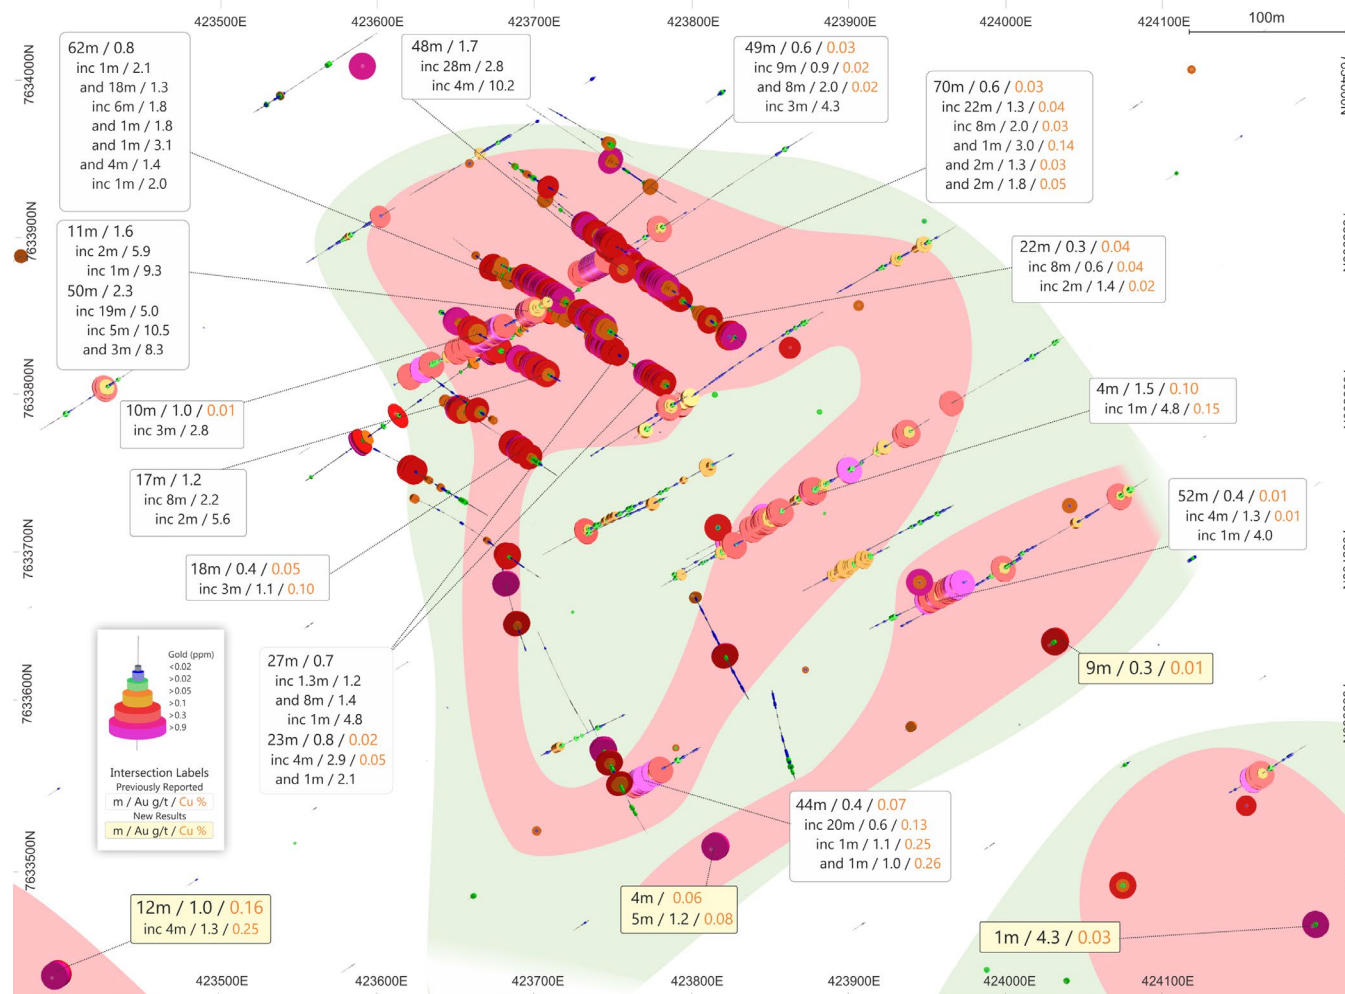 423500E
423600E
423700E
423800E
423900E
424000E
424100E
100m
7634000N
7633900N
7633800N
7633700N
7633600N
7633500N
62m / 0.8
inc 1m / 2.1
and 18m / 1.3
inc 6m / 1.8
and 1m / 1.8
and 1m / 3.1
and 4m / 1.4
inc 1m / 2.0
48m / 1.7
inc 28m / 2.8
inc 4m / 10.2
49m / 0.6 / 0.03
inc 9m / 0.9 / 0.02
and 8m / 2.0 / 0.02
inc 3m / 4.3
70m / 0.6 / 0.03
inc 22m / 1.3 / 0.04
inc 8m / 2.0 / 0.03
and 1m / 3.0 / 0.14
and 2m / 1.3 / 0.03
and 2m / 1.8 / 0.05
11m / 1.6
inc 2m / 5.9
inc 1m / 9.3
50m / 2.3
inc 19m / 5.0
inc 5m / 10.5
and 3m / 8.3
22m / 0.3 / 0.04
inc 8m / 0.6 / 0.04
inc 2m / 1.4 / 0.02
10m / 1.0 / 0.01
inc 3m / 2.8
4m / 1.5 / 0.10
inc 1m / 4.8 / 0.15
17m / 1.2
inc 8m / 2.2
inc 2m / 5.6
52m / 0.4 / 0.01
inc 4m / 1.3 / 0.01
inc 1m / 4.0
18m / 0.4 / 0.05
inc 3m / 1.1 / 0.10
27m / 0.7
inc 1.3m / 1.2
and 8m / 1.4
inc 1m / 4.8
23m / 0.8 / 0.02
inc 4m / 2.9 / 0.05
and 1m / 2.1
9m / 0.3 / 0.01
Gold (ppm)
<0.02
>0.02
>0.05
>0.1
>0.3
>0.9
Intersection Labels
Previously Reported
m / Au g/t / Cu %
New Results
m / Au g/t / Cu %
44m / 0.4 / 0.07
inc 20m / 0.6 / 0.13
inc 1m / 1.1 / 0.25
and 1m / 1.0 / 0.26
4m / 0.06
5m / 1.2 / 0.08
12m / 1.0 / 0.16
inc 4m / 1.3 / 0.25
1m / 4.3 / 0.03
423500E
423600E
423700E
423800E
423900E
424000E
424100E